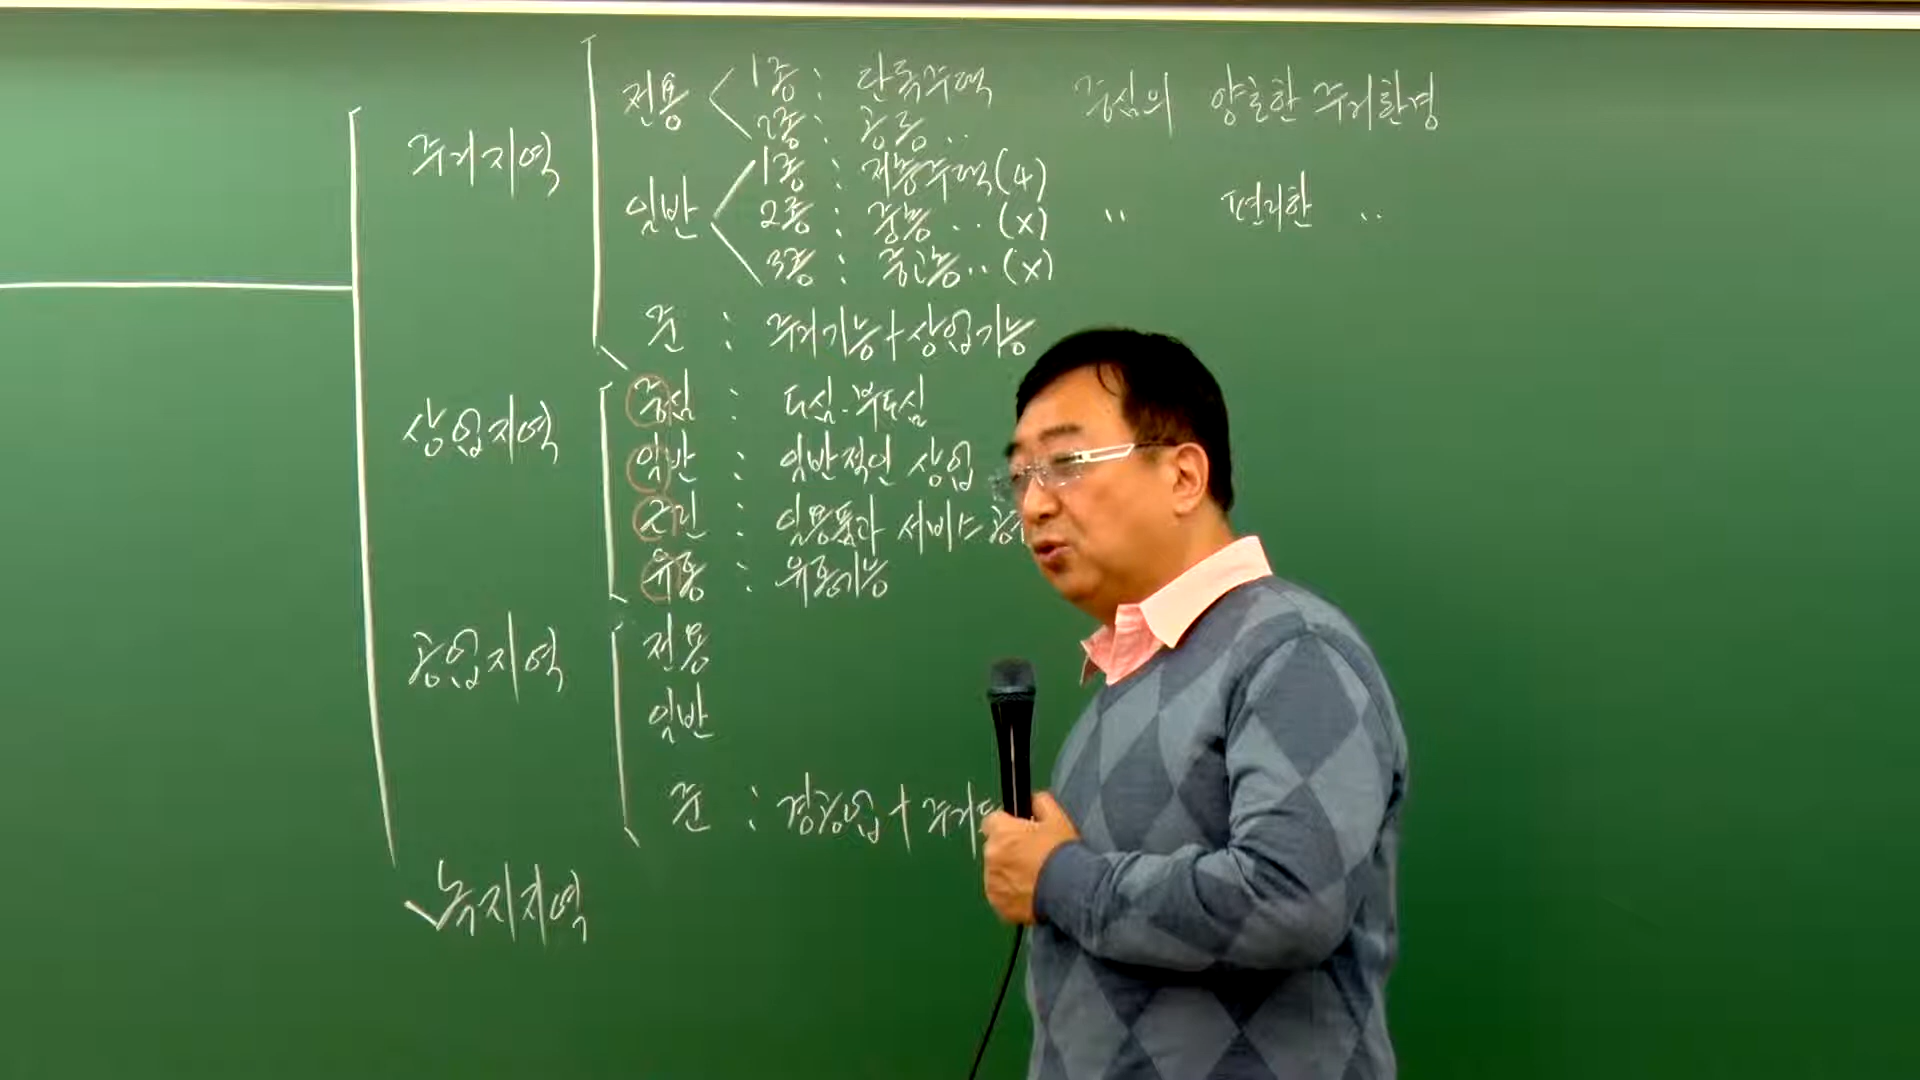 주거지역
전용 1종 : 단독주택 중심의 양호한 주거환경
2종 : 공동 ..
일반 1종 : 저층주택(4)
2종 : 중층 .. (x) .. 편리한 ..
3종 : 중고층 .. (x)
준 : 주거기능+상업기능
상업지역
중심 : 도심·부도심
일반 : 일반적인 상업
근린 : 일용품과 서비스 공
유통 : 유통기능
공업지역
전용
일반
준 : 경공업 + 주거
녹지지역